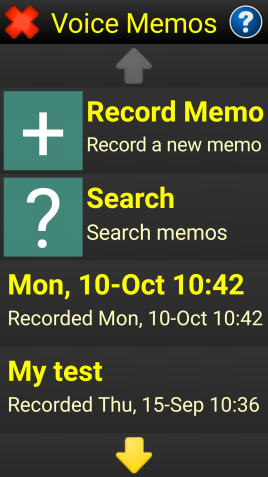 Voice Memos ?
+ Record Memo
Record a new memo
? Search
Search memos
Mon, 10-Oct 10:42
Recorded Mon, 10-Oct 10:42
My test
Recorded Thu, 15-Sep 10:36